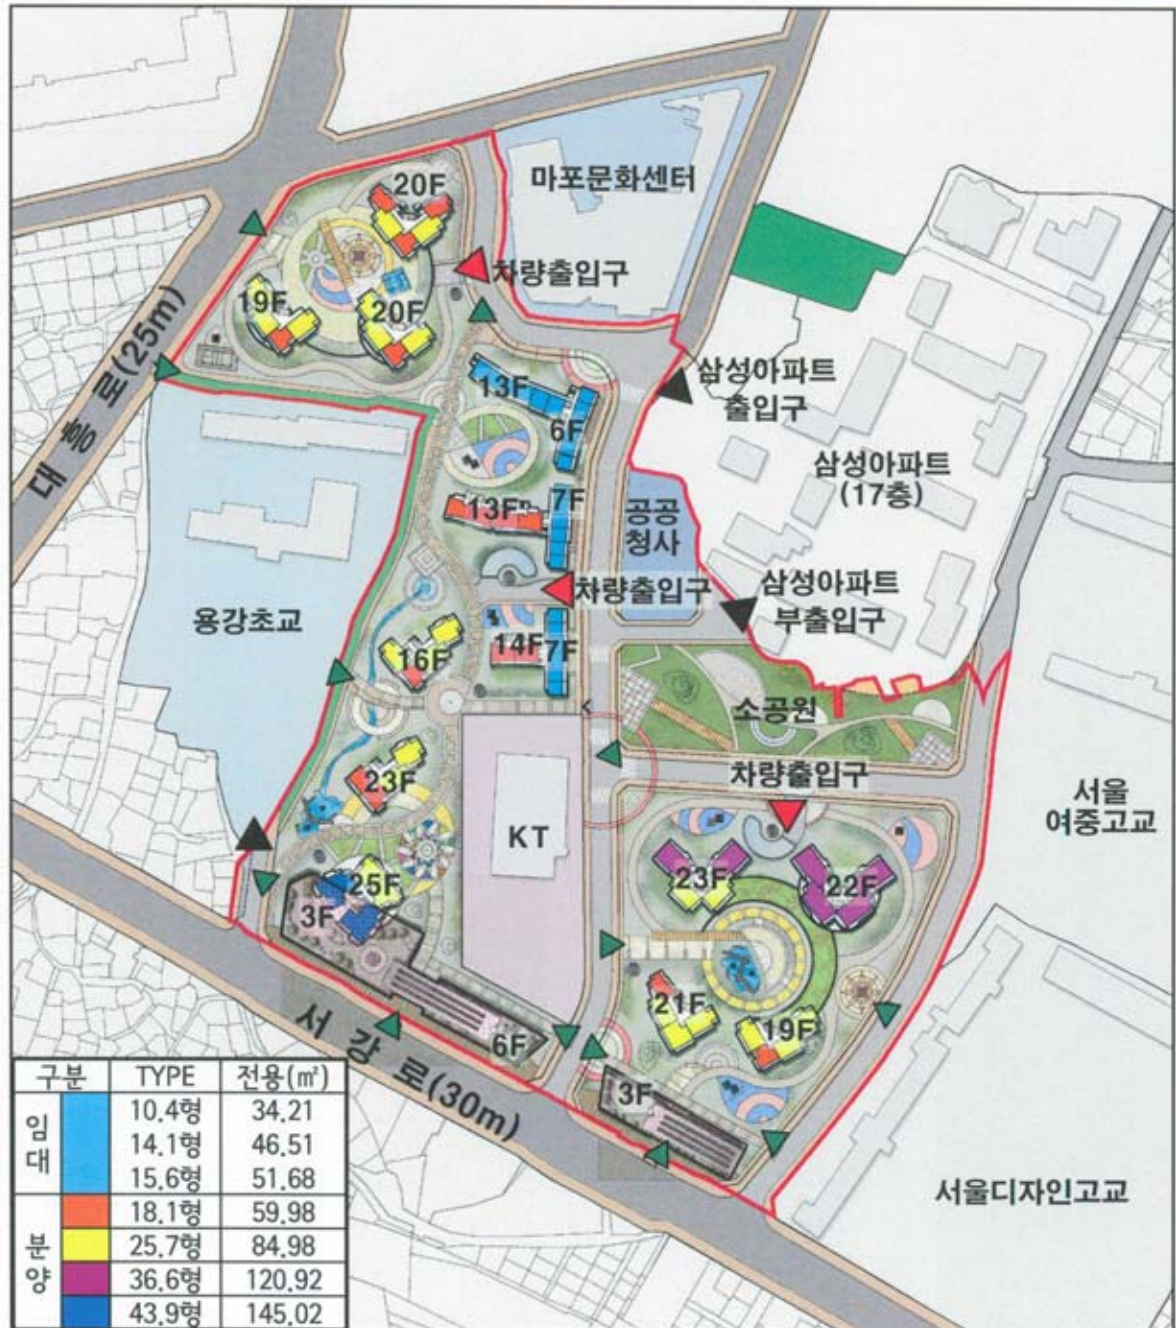 마포문화센터
20F
차량출입구
19F
20F
대흥로(25m)
삼성아파트
출입구
13F
6F
삼성아파트
(17층)
7F
13F
공공
청사
차량출입구
삼성아파트
부출입구
용강초교
14F
7F
16F
소공원
차량출입구
23F
서울
여중고교
KT
25F
3F
23F
22F
21F
19F
6F
서강로(30m)
3F
서울디자인고교
구분 TYPE 전용(㎡)
임대
10.4형 34.21
14.1형 46.51
15.6형 51.68
분양
18.1형 59.98
25.7형 84.98
36.6형 120.92
43.9형 145.02